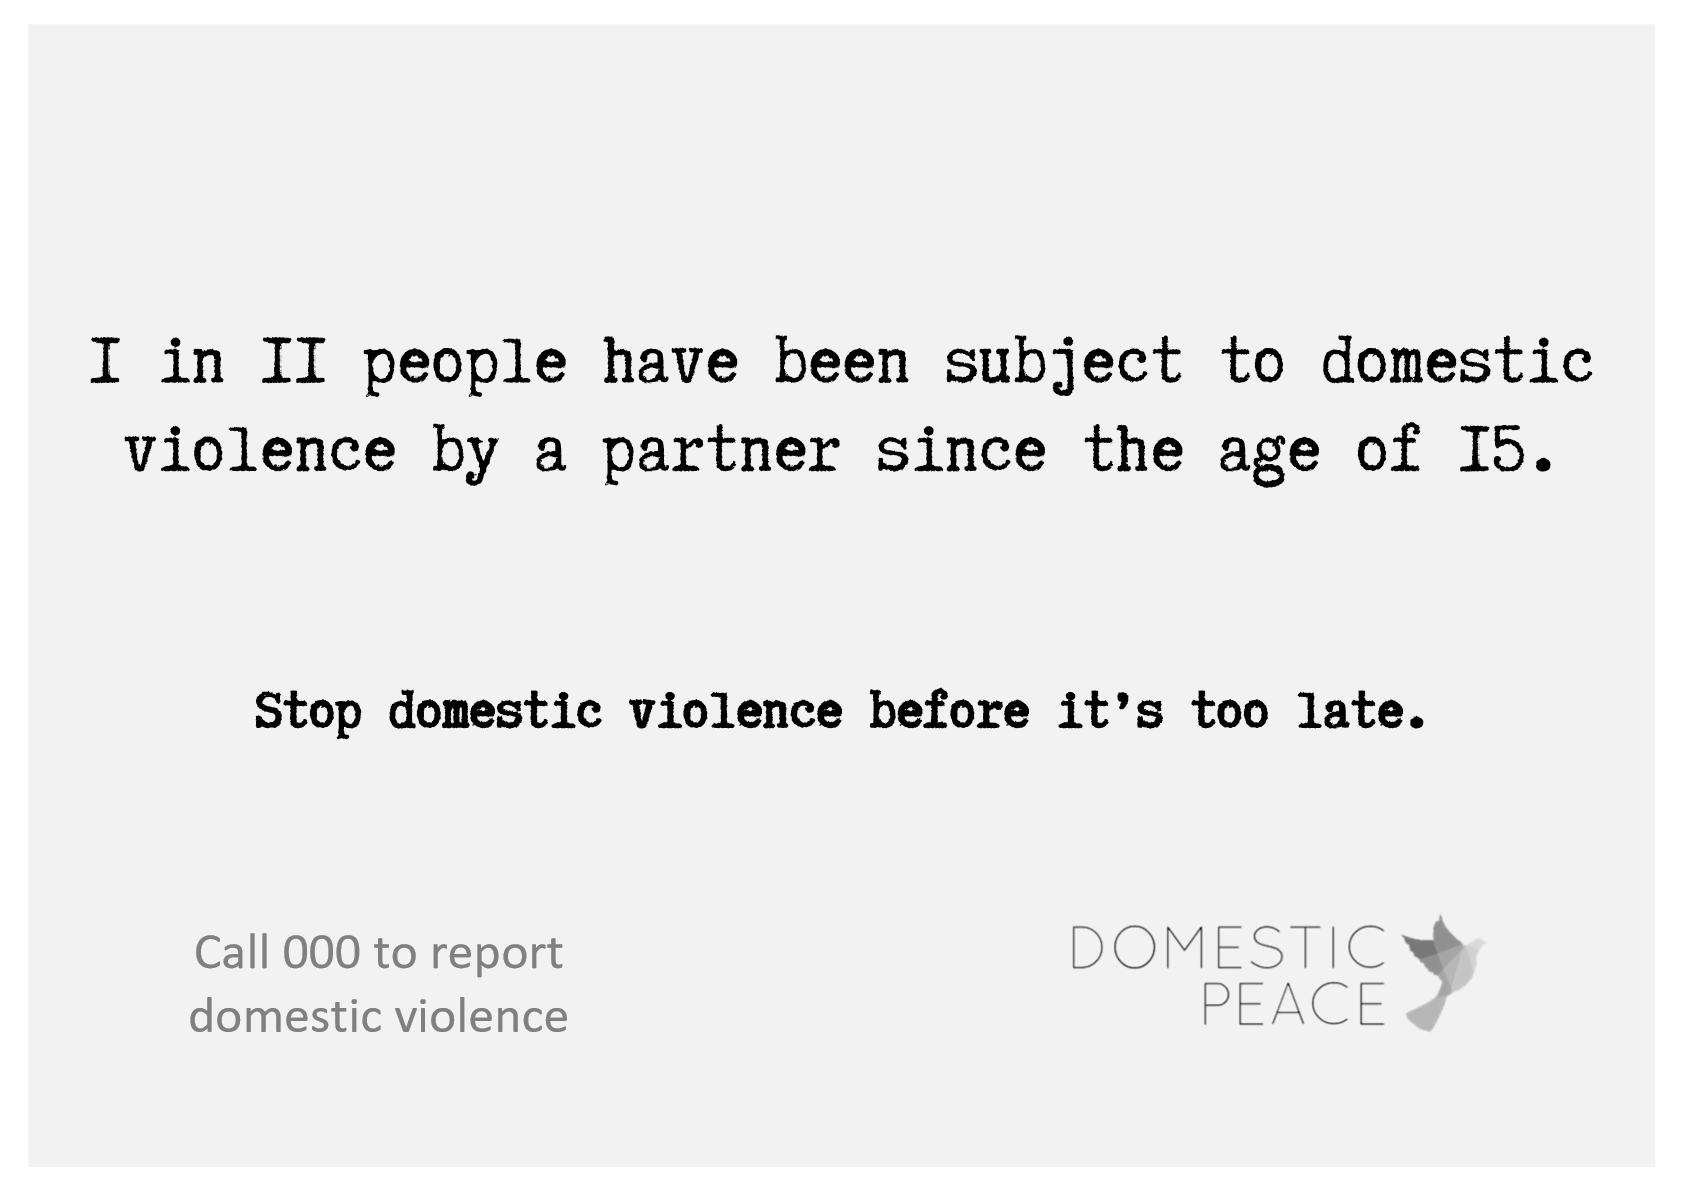 I in II people have been subject to domestic
violence by a partner since the age of I5.
Stop domestic violence before it's too late.
Call 000 to report
domestic violence
DOMESTIC
PEACE